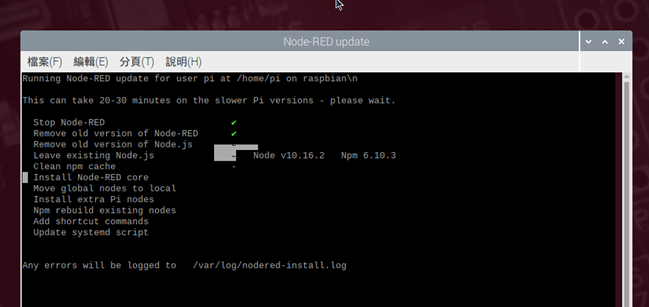 Node-RED update
檔案(F) 編輯(E) 分頁(T) 說明(H)
Running Node-RED update for user pi at /home/pi on raspbian\n
This can take 20-30 minutes on the slower Pi versions - please wait.
Stop Node-RED ✔
Remove old version of Node-RED ✔
Remove old version of Node.js -
Leave existing Node.js - Node v10.16.2 Npm 6.10.3
Clean npm cache -
Install Node-RED core
Move global nodes to local
Install extra Pi nodes
Npm rebuild existing nodes
Add shortcut commands
Update systemd script
Any errors will be logged to /var/log/nodered-install.log